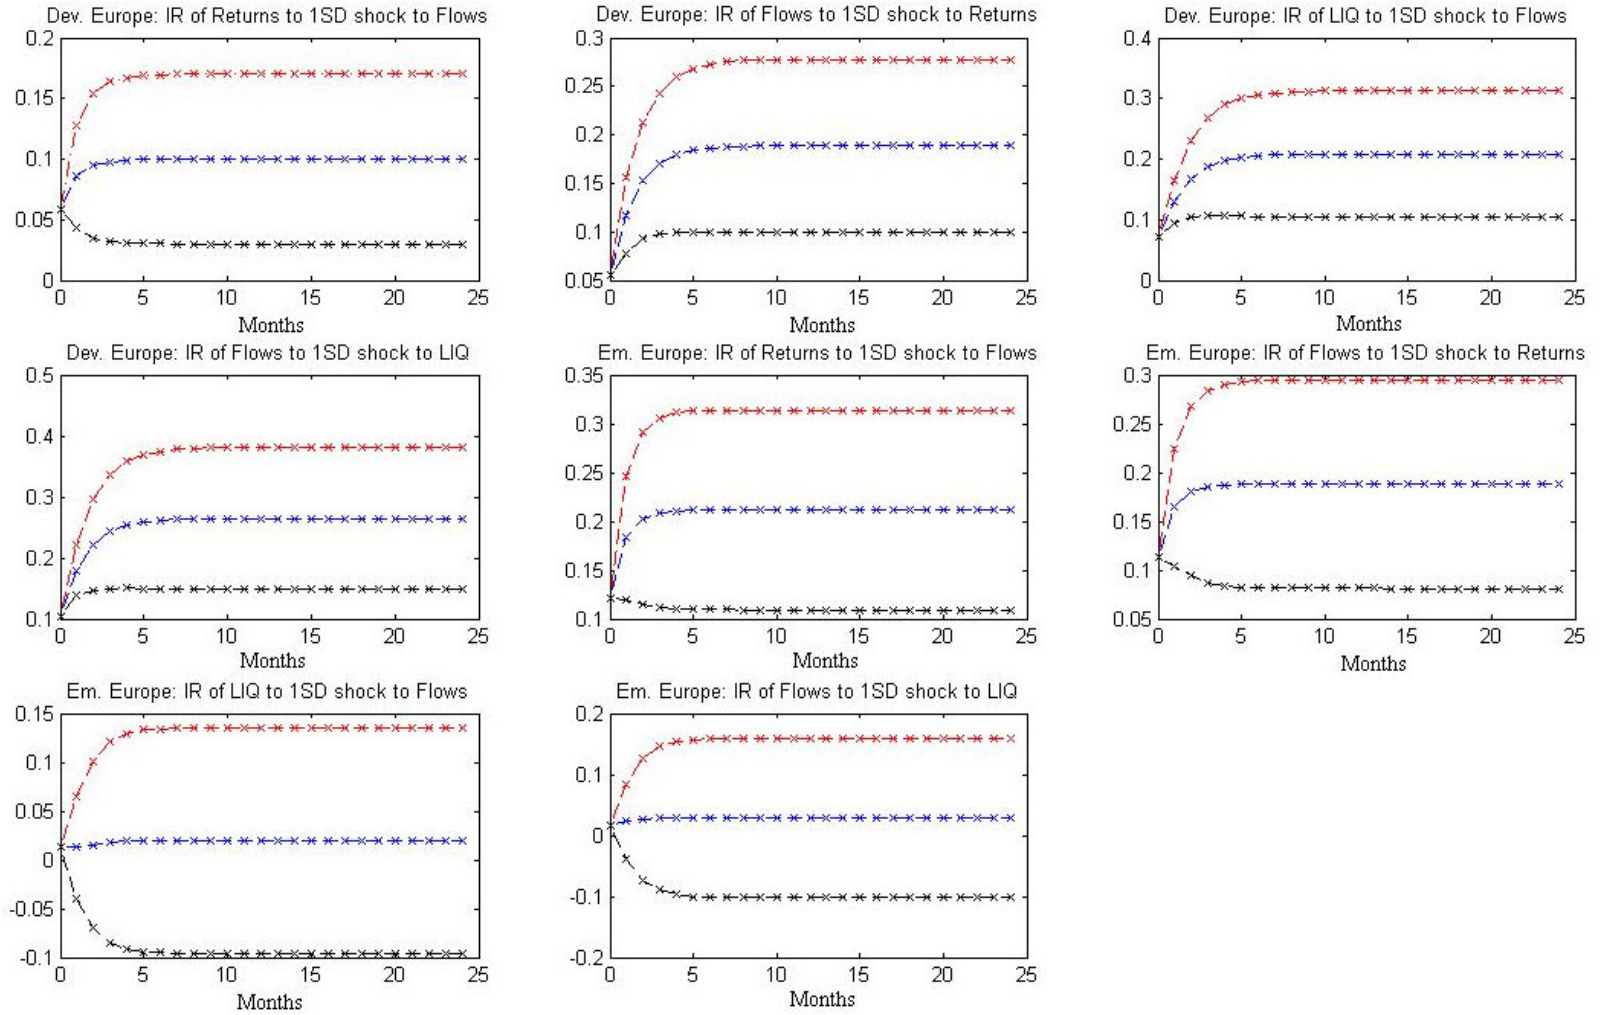 Dev. Europe: IR of Returns to 1SD shock to Flows
0.2
0.15
0.1
0.05
0
0 5 10 15 20 25
Months
Dev. Europe: IR of Flows to 1SD shock to Returns
0.3
0.25
0.2
0.15
0.1
0.05
0 5 10 15 20 25
Months
Dev. Europe: IR of LIQ to 1SD shock to Flows
0.4
0.3
0.2
0.1
0
0 5 10 15 20 25
Months
Dev. Europe: IR of Flows to 1SD shock to LIQ
0.5
0.4
0.3
0.2
0.1
0 5 10 15 20 25
Months
Em. Europe: IR of Returns to 1SD shock to Flows
0.35
0.3
0.25
0.2
0.15
0.1
0 5 10 15 20 25
Months
Em. Europe: IR of Flows to 1SD shock to Returns
0.3
0.25
0.2
0.15
0.1
0.05
0 5 10 15 20 25
Months
Em. Europe: IR of LIQ to 1SD shock to Flows
0.15
0.1
0.05
0
-0.05
-0.1
0 5 10 15 20 25
Months
Em. Europe: IR of Flows to 1SD shock to LIQ
0.2
0.1
0
-0.1
-0.2
0 5 10 15 20 25
Months